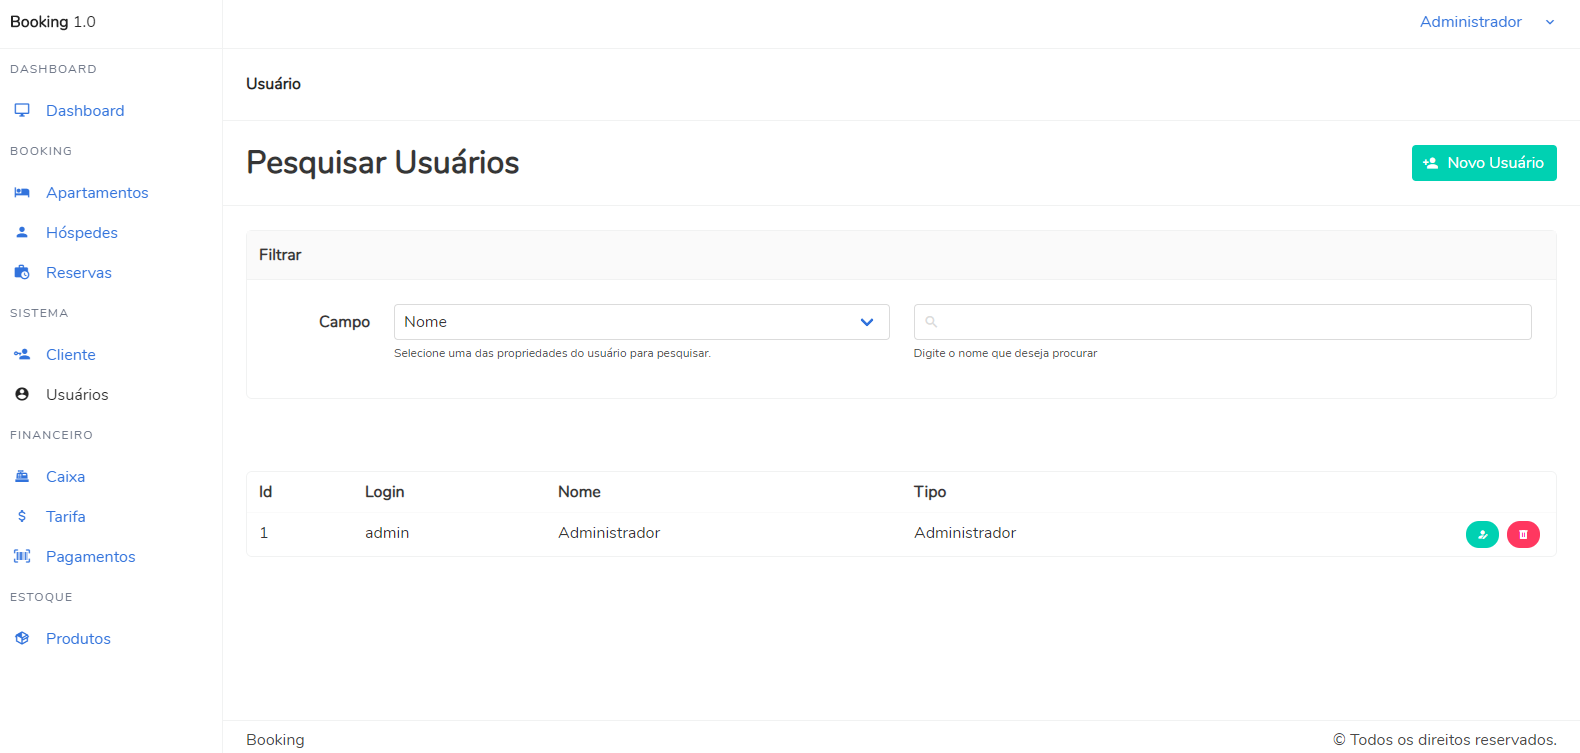 Booking 1.0
Administrador
DASHBOARD
Dashboard
BOOKING
Apartamentos
Hóspedes
Reservas
SISTEMA
Cliente
Usuários
FINANCEIRO
Caixa
Tarifa
Pagamentos
ESTOQUE
Produtos
Usuário
Pesquisar Usuários
Novo Usuário
Filtrar
Campo
Nome
Selecione uma das propriedades do usuário para pesquisar.
Digite o nome que deseja procurar
Id Login Nome Tipo
1 admin Administrador Administrador
Booking
© Todos os direitos reservados.